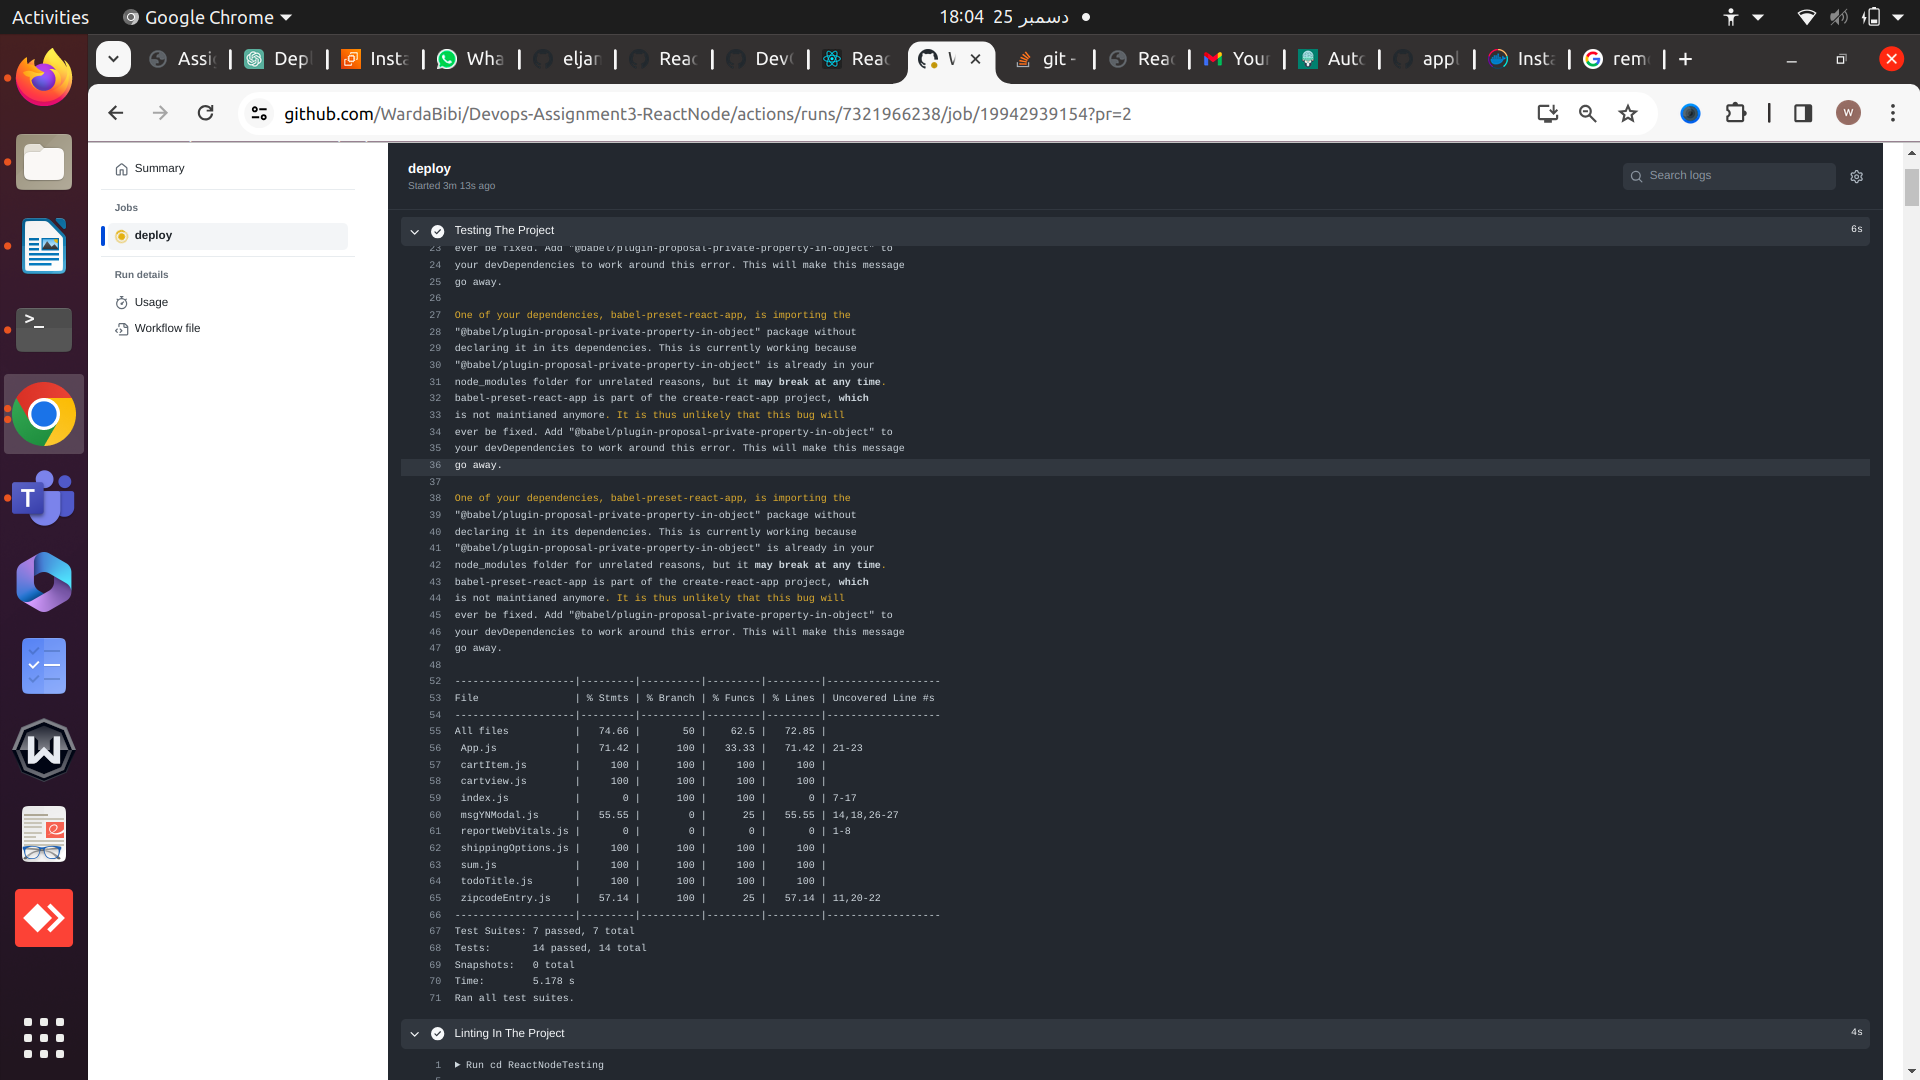 Activities
Google Chrome
18:04 25 دسمبر
Assi
Depl
Insta
Wha
eljan
Reac
Dev
Reac
git -
Reac
Your
Auto
appl
Insta
rem
github.com/WardaBibi/Devops-Assignment3-ReactNode/actions/runs/7321966238/job/19942939154?pr=2
W
Summary
Jobs
deploy
Run details
Usage
Workflow file
deploy
Started 3m 13s ago
Search logs
Testing The Project 6s
23 ever be fixed. Add "@babel/plugin-proposal-private-property-in-object" to
24 your devDependencies to work around this error. This will make this message
25 go away.
26
27 One of your dependencies, babel-preset-react-app, is importing the
28 "@babel/plugin-proposal-private-property-in-object" package without
29 declaring it in its dependencies. This is currently working because
30 "@babel/plugin-proposal-private-property-in-object" is already in your
31 node_modules folder for unrelated reasons, but it may break at any time.
32 babel-preset-react-app is part of the create-react-app project, which
33 is not maintianed anymore. It is thus unlikely that this bug will
34 ever be fixed. Add "@babel/plugin-proposal-private-property-in-object" to
35 your devDependencies to work around this error. This will make this message
36 go away.
37
38 One of your dependencies, babel-preset-react-app, is importing the
39 "@babel/plugin-proposal-private-property-in-object" package without
40 declaring it in its dependencies. This is currently working because
41 "@babel/plugin-proposal-private-property-in-object" is already in your
42 node_modules folder for unrelated reasons, but it may break at any time.
43 babel-preset-react-app is part of the create-react-app project, which
44 is not maintianed anymore. It is thus unlikely that this bug will
45 ever be fixed. Add "@babel/plugin-proposal-private-property-in-object" to
46 your devDependencies to work around this error. This will make this message
47 go away.
48
52 --------------------|---------|----------|---------|---------|-------------------
53 File                | % Stmts | % Branch | % Funcs | % Lines | Uncovered Line #s
54 --------------------|---------|----------|---------|---------|-------------------
55 All files           |   74.66 |       50 |    62.5 |   72.85 |
56  App.js             |   71.42 |      100 |   33.33 |   71.42 | 21-23
57  cartItem.js        |     100 |      100 |     100 |     100 |
58  cartview.js        |     100 |      100 |     100 |     100 |
59  index.js           |       0 |      100 |     100 |       0 | 7-17
60  msgYNModal.js      |   55.55 |        0 |      25 |   55.55 | 14,18,26-27
61  reportWebVitals.js |       0 |        0 |       0 |       0 | 1-8
62  shippingOptions.js |     100 |      100 |     100 |     100 |
63  sum.js             |     100 |      100 |     100 |     100 |
64  todoTitle.js       |     100 |      100 |     100 |     100 |
65  zipcodeEntry.js    |   57.14 |      100 |      25 |   57.14 | 11,20-22
66 --------------------|---------|----------|---------|---------|-------------------
67 Test Suites: 7 passed, 7 total
68 Tests:       14 passed, 14 total
69 Snapshots:   0 total
70 Time:        5.178 s
71 Ran all test suites.
Linting In The Project 4s
1 Run cd ReactNodeTesting